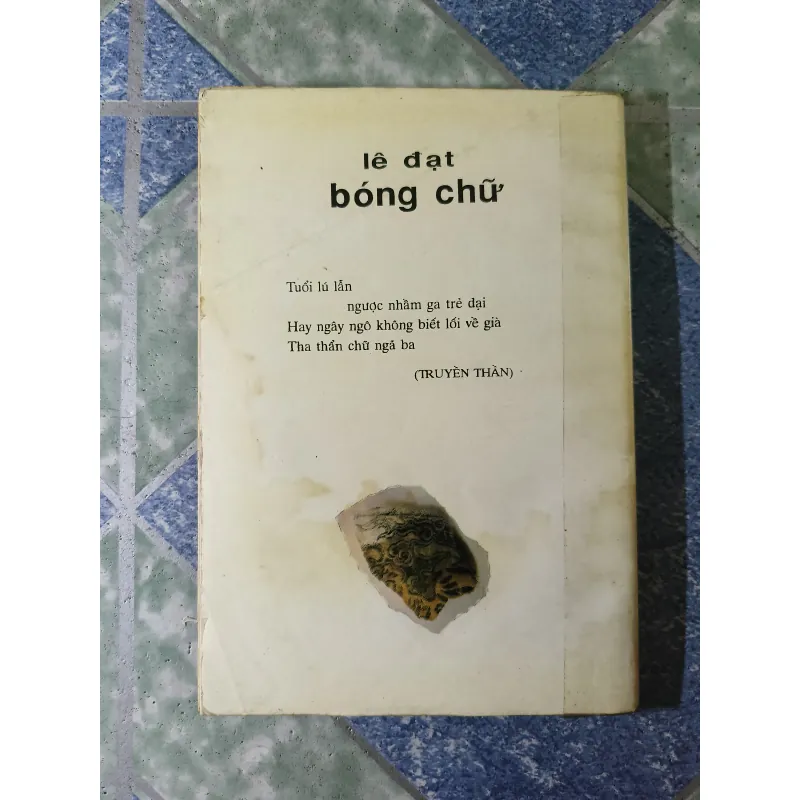 lê đạt
bóng chữ
Tuổi lú lẫn
ngược nhầm ga trẻ dại
Hay ngây ngô không biết lối về già
Tha thẩn chữ ngả ba
(TRUYỀN THẦN)